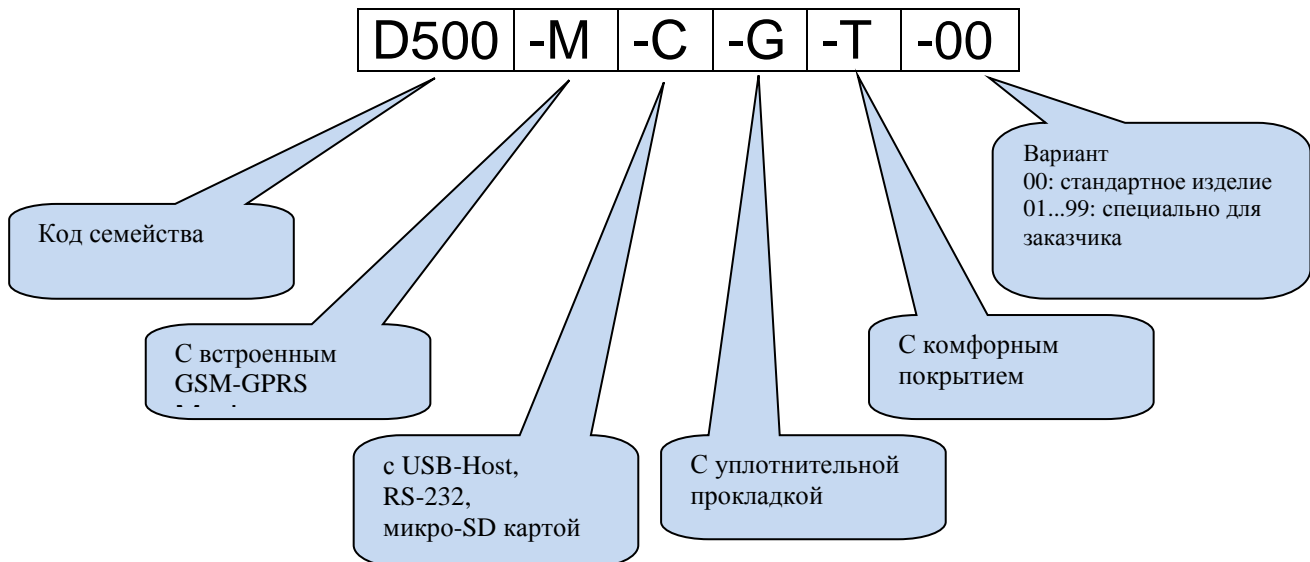 D500 -M -C -G -T -00
Вариант
00: стандартное изделие
01...99: специально для
заказчика
Код семейства
С встроенным
GSM-GPRS
С комфорным
покрытием
с USB-Host,
RS-232,
микро-SD картой
С уплотнительной
прокладкой